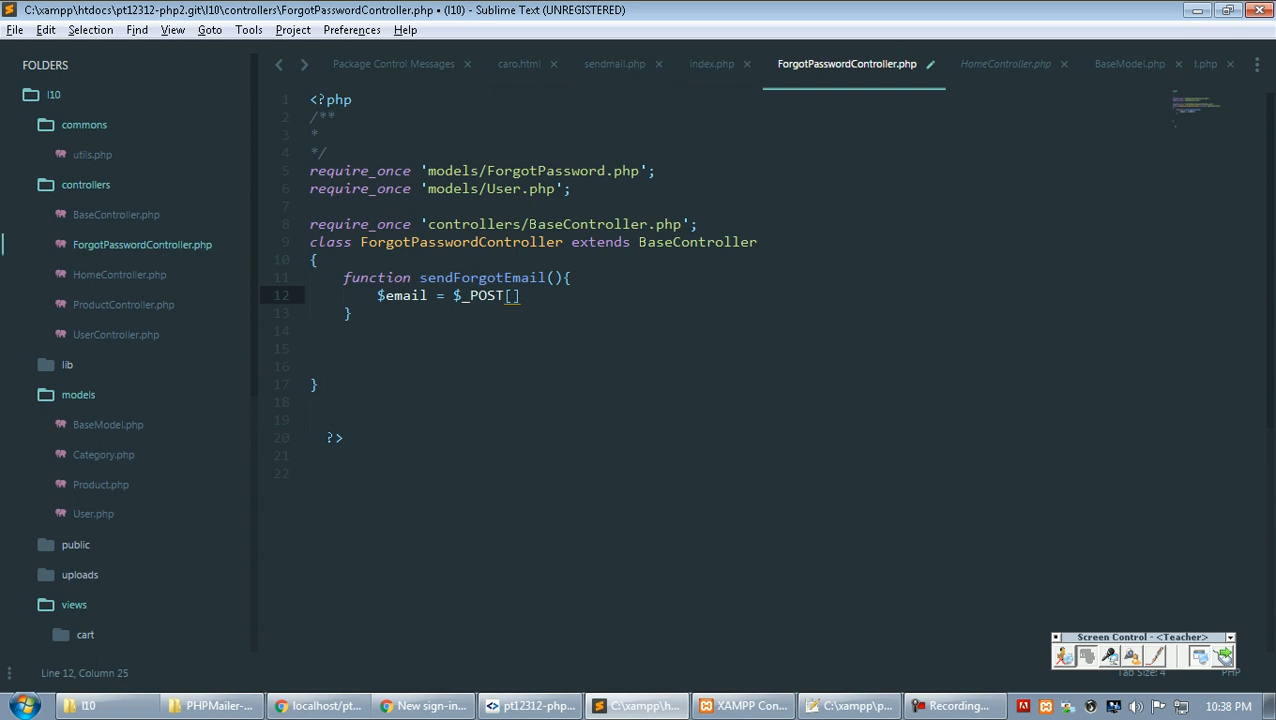 C:\xampp\htdocs\pt12312-php2.git\l10\controllers\ForgotPasswordController.php • (l10) - Sublime Text (UNREGISTERED)
File Edit Selection Find View Goto Tools Project Preferences Help
FOLDERS
l10
commons
utils.php
controllers
BaseController.php
ForgotPasswordController.php
HomeController.php
ProductController.php
UserController.php
lib
models
BaseModel.php
Category.php
Product.php
User.php
public
uploads
views
cart
Package Control Messages caro.html sendmail.php index.php ForgotPasswordController.php HomeController.php BaseModel.php l.php
1 <?php
2 /**
3 *
4 */
5 require_once 'models/ForgotPassword.php';
6 require_once 'models/User.php';
7
8 require_once 'controllers/BaseController.php';
9 class ForgotPasswordController extends BaseController
10 {
11 function sendForgotEmail(){
12 $email = $_POST[]
13 }
14
15
16
17 }
18
19
20 ?>
21
22
Screen Control - <Teacher>
Line 12, Column 25
Tab Size: 4
PHP
l10 PHPMailer-... localhost/pt... New sign-in... pt12312-php... C:\xampp\h... XAMPP Con... C:\xampp\p... Recording... 10:38 PM